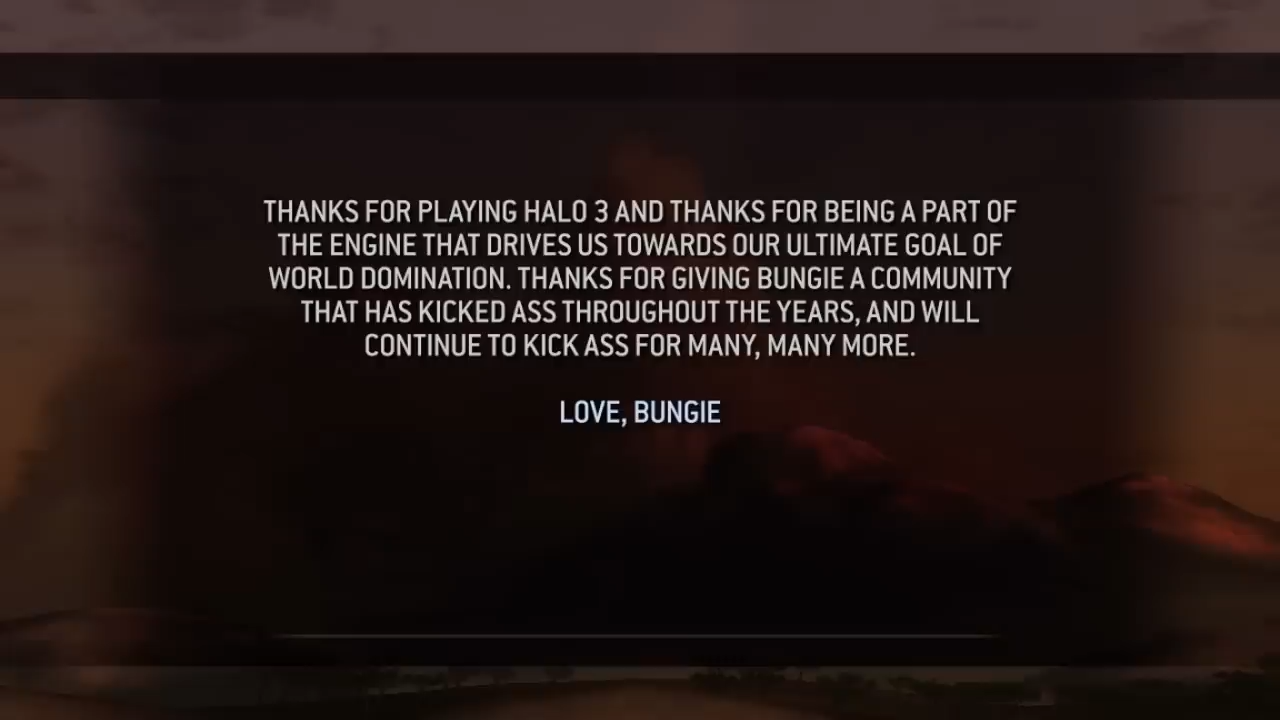 THANKS FOR PLAYING HALO 3 AND THANKS FOR BEING A PART OF
THE ENGINE THAT DRIVES US TOWARDS OUR ULTIMATE GOAL OF
WORLD DOMINATION. THANKS FOR GIVING BUNGIE A COMMUNITY
THAT HAS KICKED ASS THROUGHOUT THE YEARS, AND WILL
CONTINUE TO KICK ASS FOR MANY, MANY MORE.
LOVE, BUNGIE